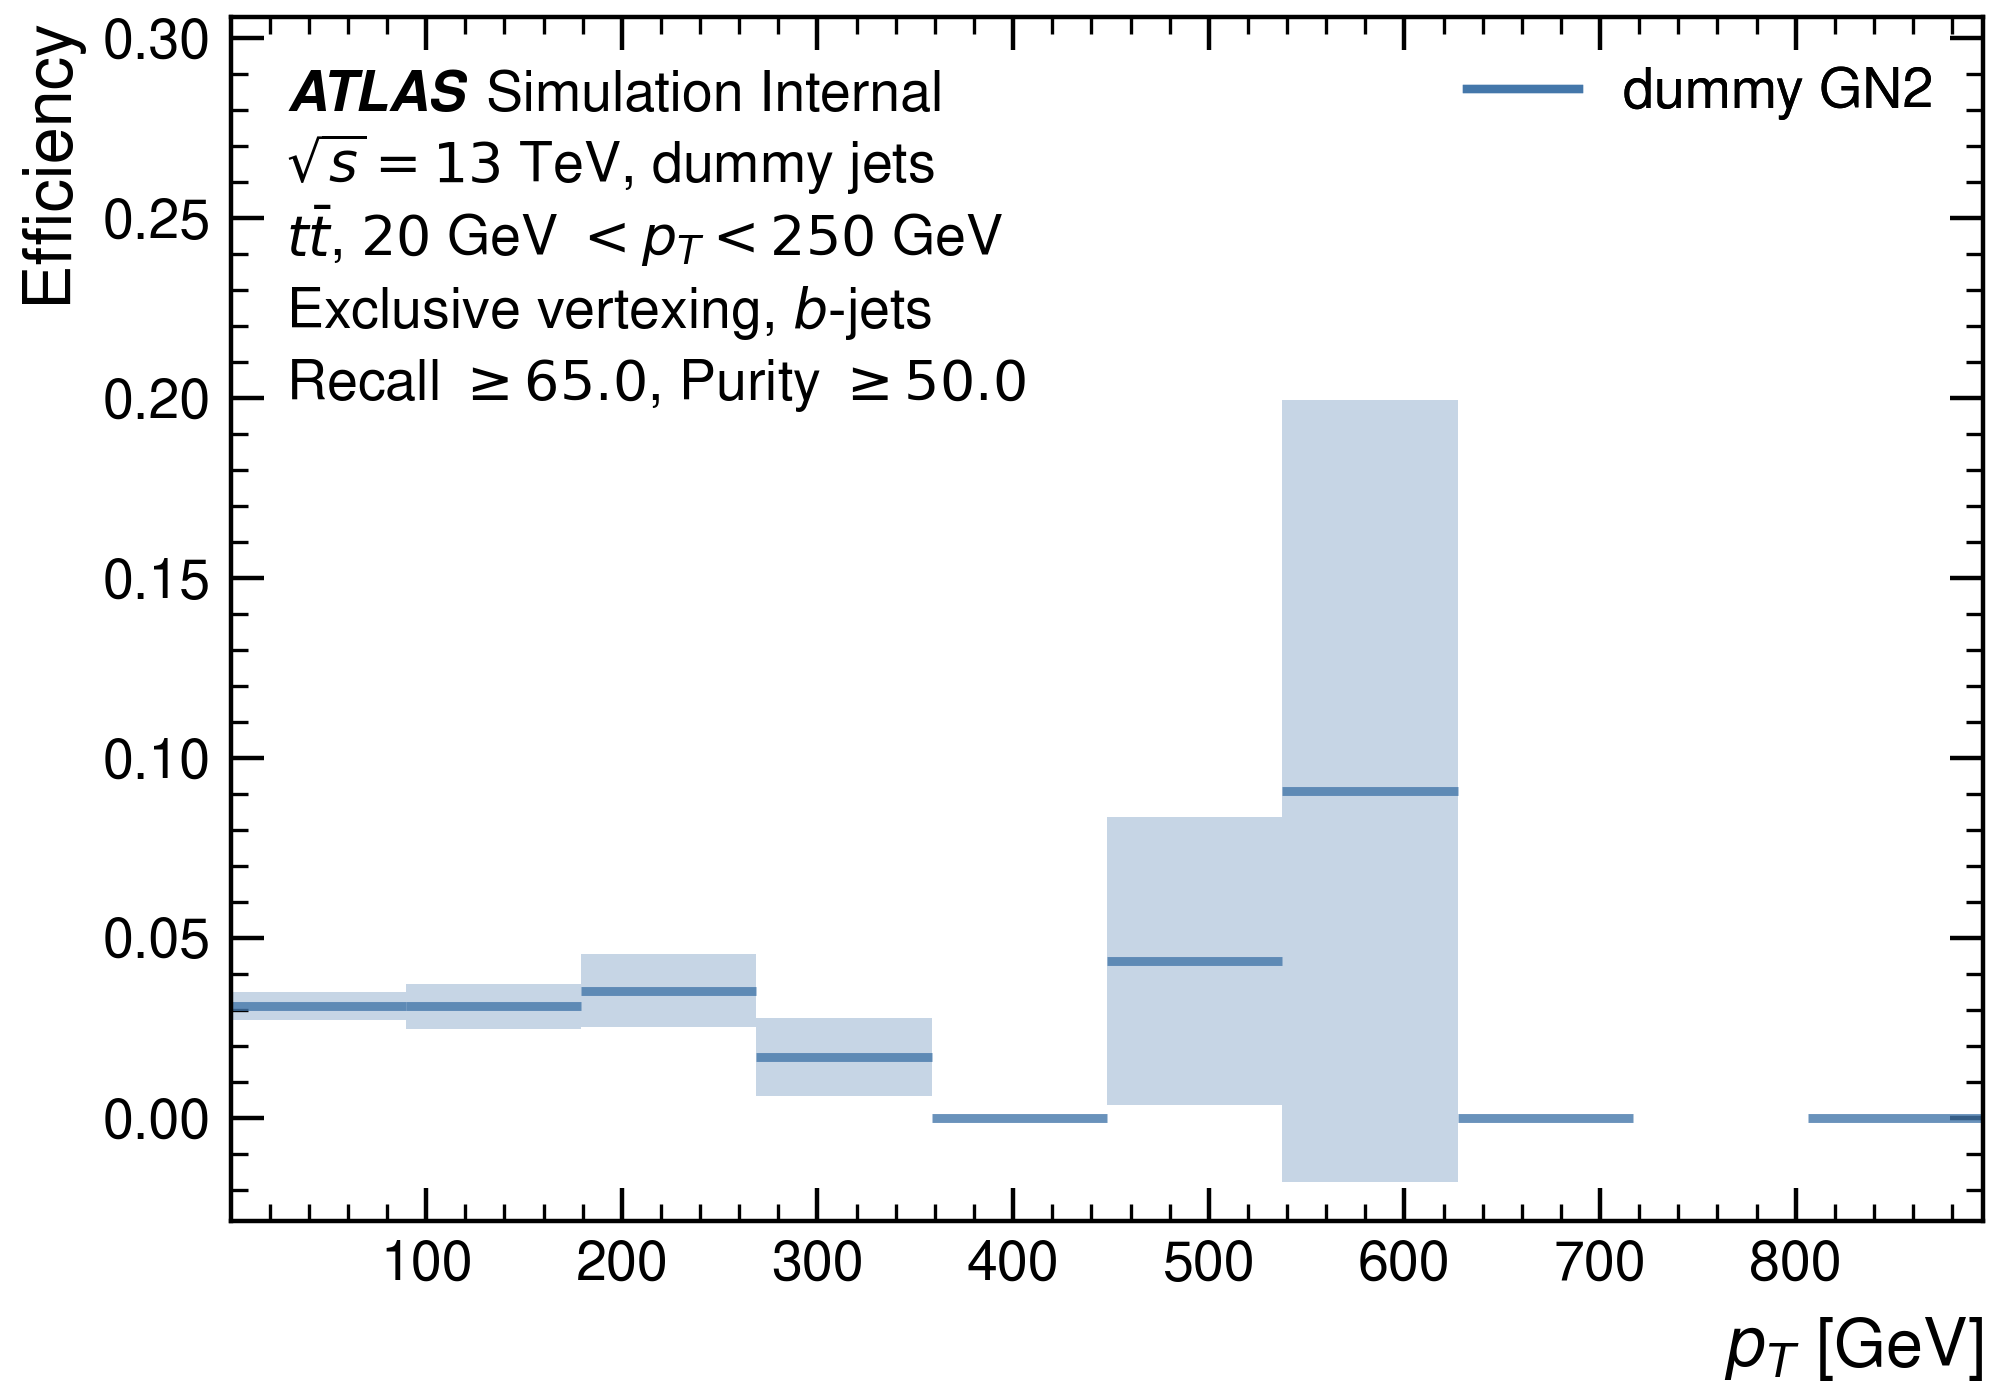 Efficiency
0.30
0.25
0.20
0.15
0.10
0.05
0.00
ATLAS Simulation Internal
√s = 13 TeV, dummy jets
tt̄, 20 GeV < p_T < 250 GeV
Exclusive vertexing, b-jets
Recall ≥ 65.0, Purity ≥ 50.0
dummy GN2
100 200 300 400 500 600 700 800
p_T [GeV]